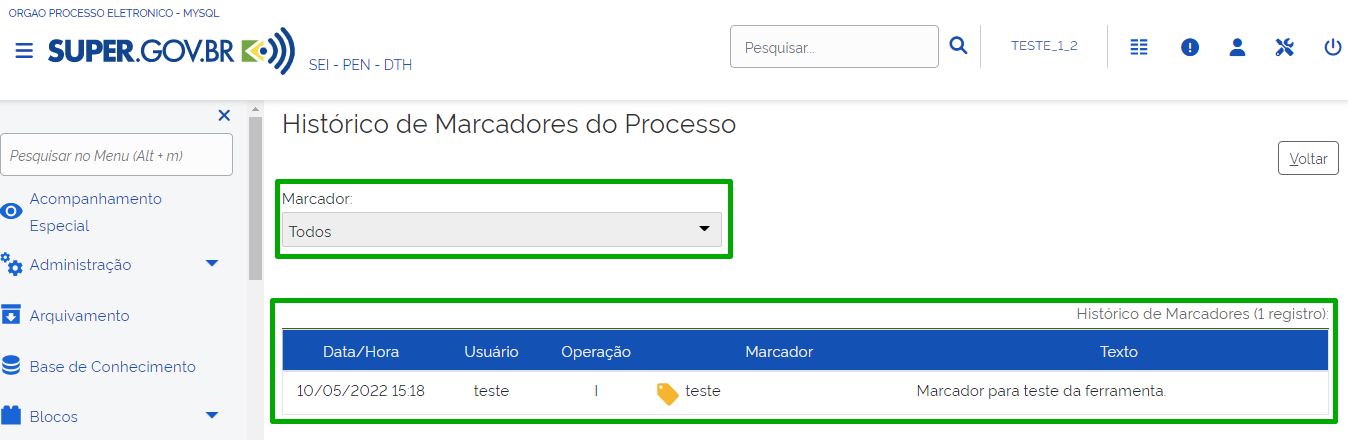 ORGAO PROCESSO ELETRONICO - MYSQL
SUPER.GOV.BR
SEI - PEN - DTH
Pesquisar...
TESTE_1_2
Histórico de Marcadores do Processo
Voltar
Pesquisar no Menu (Alt + m)
Acompanhamento
Especial
Administração
Arquivamento
Base de Conhecimento
Blocos
Marcador:
Todos
Histórico de Marcadores (1 registro):
Data/Hora Usuário Operação Marcador Texto
10/05/2022 15:18 teste I teste Marcador para teste da ferramenta.